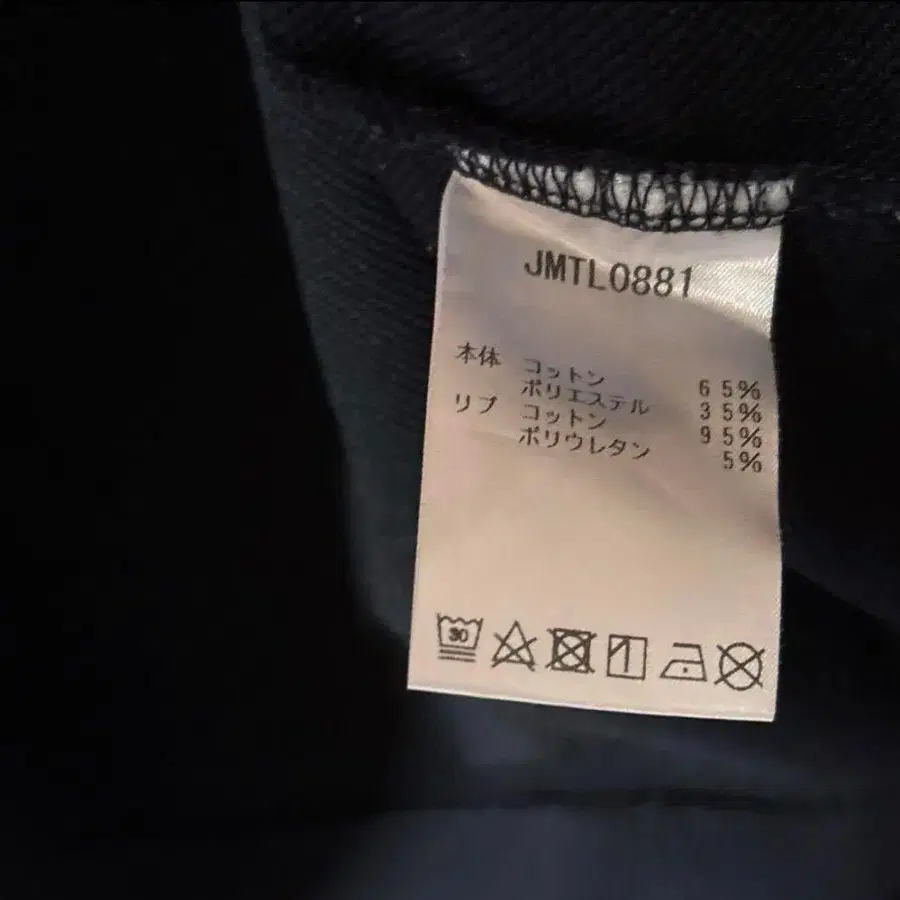 JMTL0881
本体 コットン 65%
ポリエステル 35%
リブ コットン 95%
ポリウレタン 5%
30